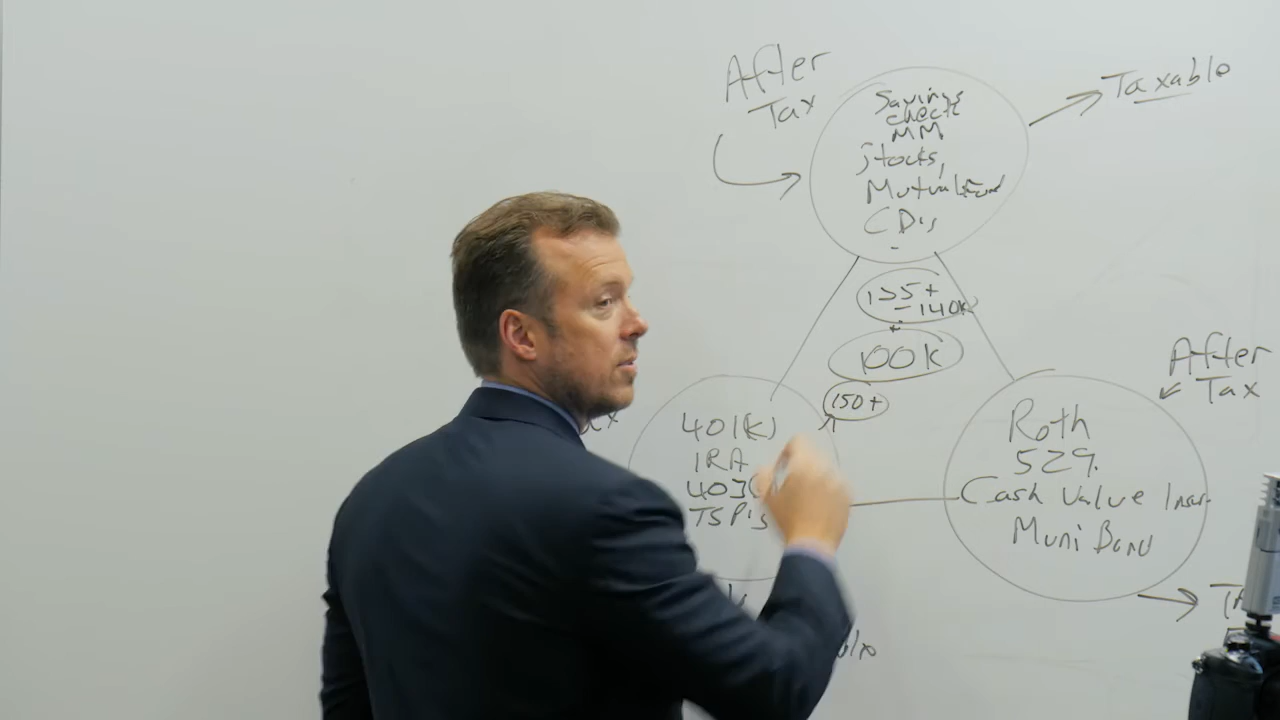 After
Tax
Savings
check
MM
Stocks,
Mutual Fund
CD's
Taxable
135+
-140k
100K
150+
401(k)
IRA
403
TSP's
After
Tax
Roth
529.
Cash Value Insur.
Muni Bond